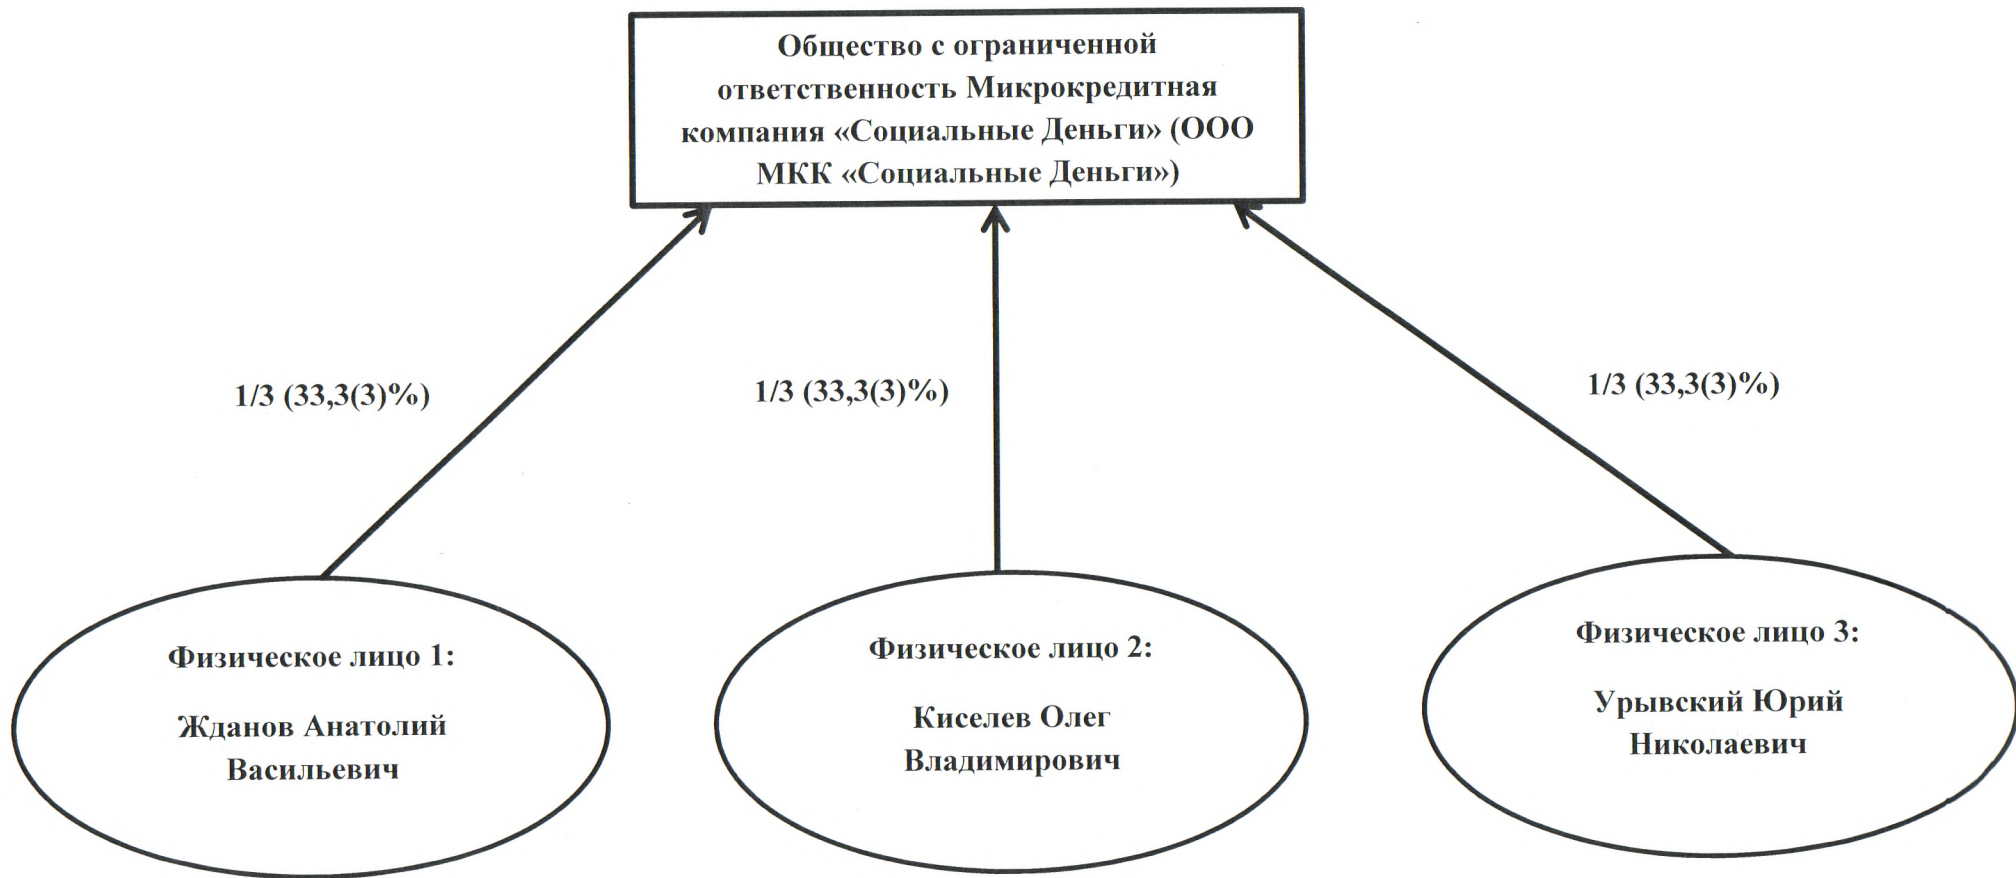 Общество с ограниченной
ответственность Микрокредитная
компания «Социальные Деньги» (ООО
МКК «Социальные Деньги»)
1/3 (33,3(3)%)
1/3 (33,3(3)%)
1/3 (33,3(3)%)
Физическое лицо 1:
Жданов Анатолий
Васильевич
Физическое лицо 2:
Киселев Олег
Владимирович
Физическое лицо 3:
Урывский Юрий
Николаевич